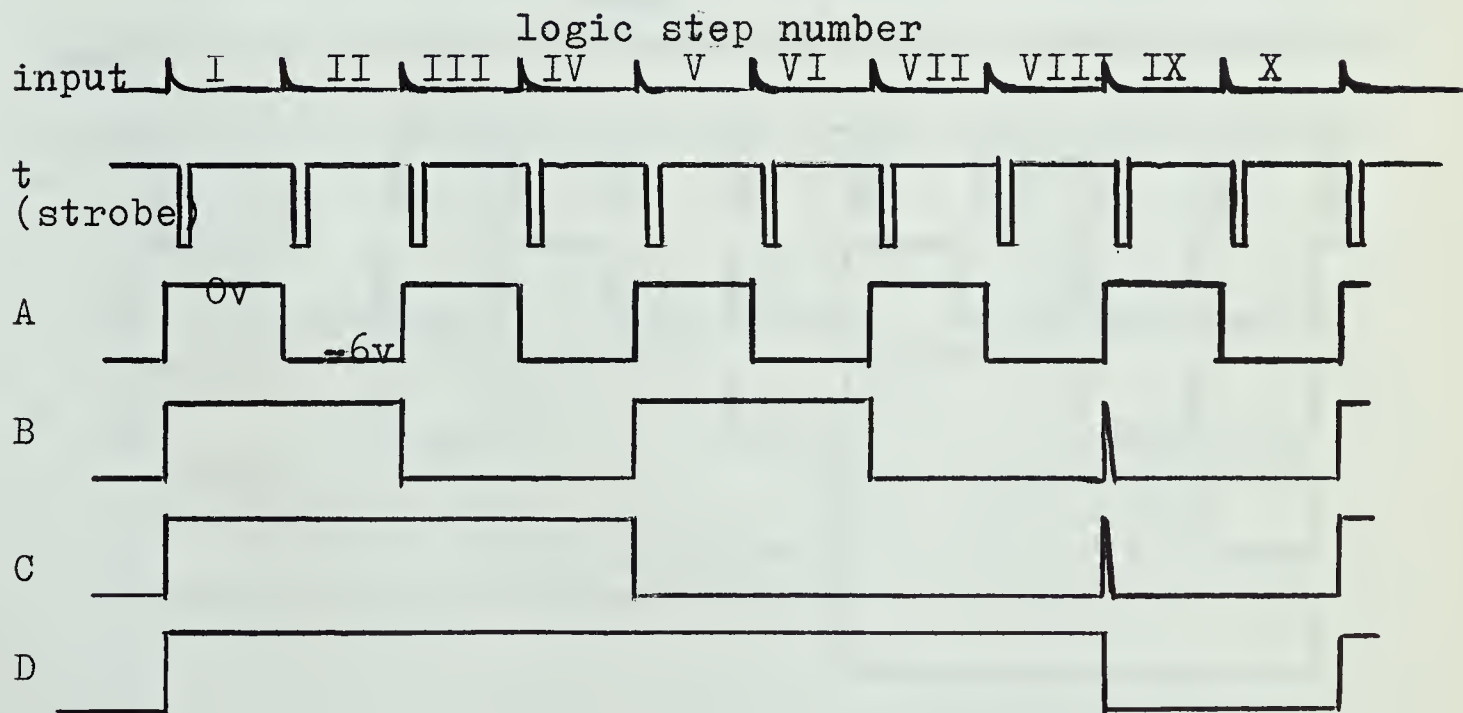 logic step number
input I II III IV V VI VII VIII IX X
t
(strobe)
A 0v -6v
B
C
D